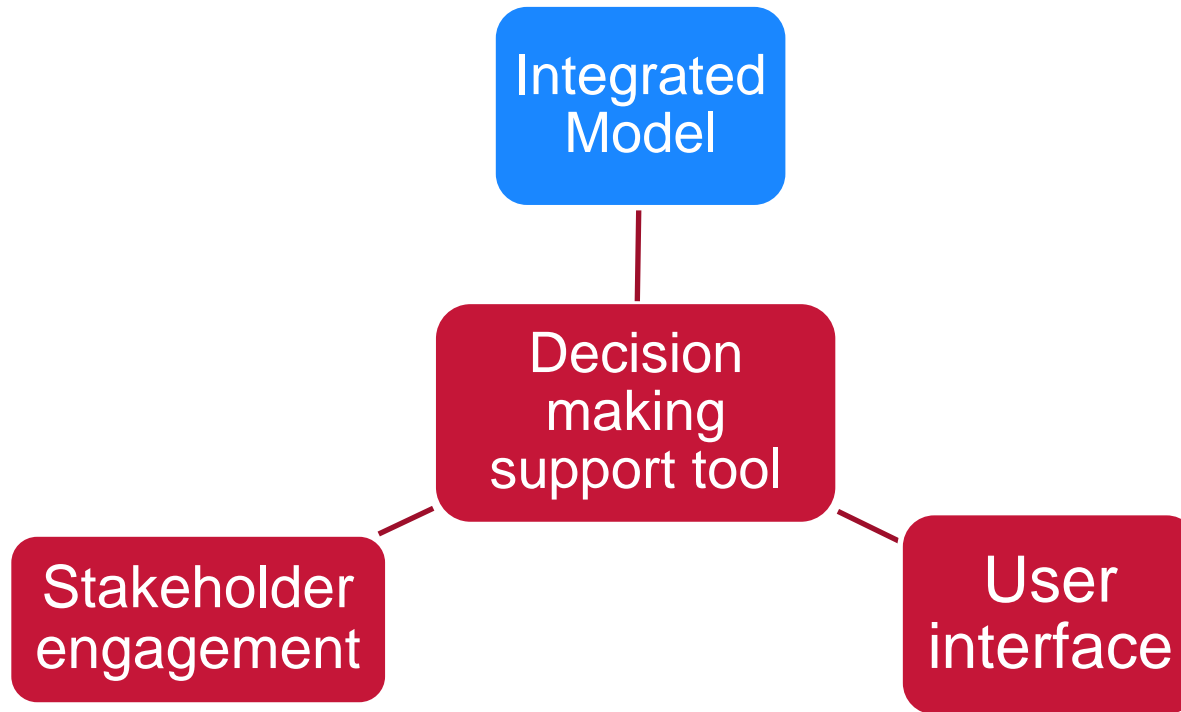 Integrated
Model
Decision
making
support tool
Stakeholder
engagement
User
interface